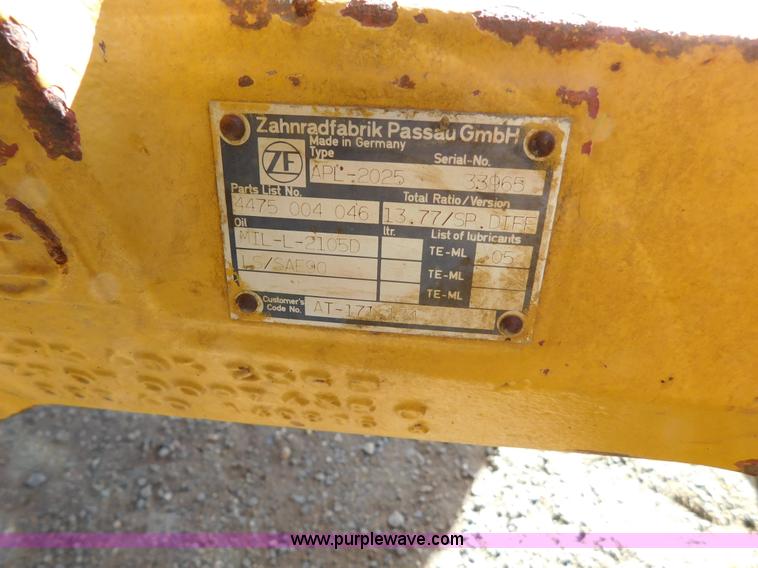 Zahnradfabrik Passau GmbH
Made in Germany
ZF
Type Serial-No.
APL-2025 33965
Parts List No. Total Ratio/Version
4475 004 046 13.77/SP.DIFF
Oil ltr. List of lubricants
MIL-L-2105D TE-ML 05
LS/SAE90 TE-ML
TE-ML
Customer's Code No.
www.purplewave.com